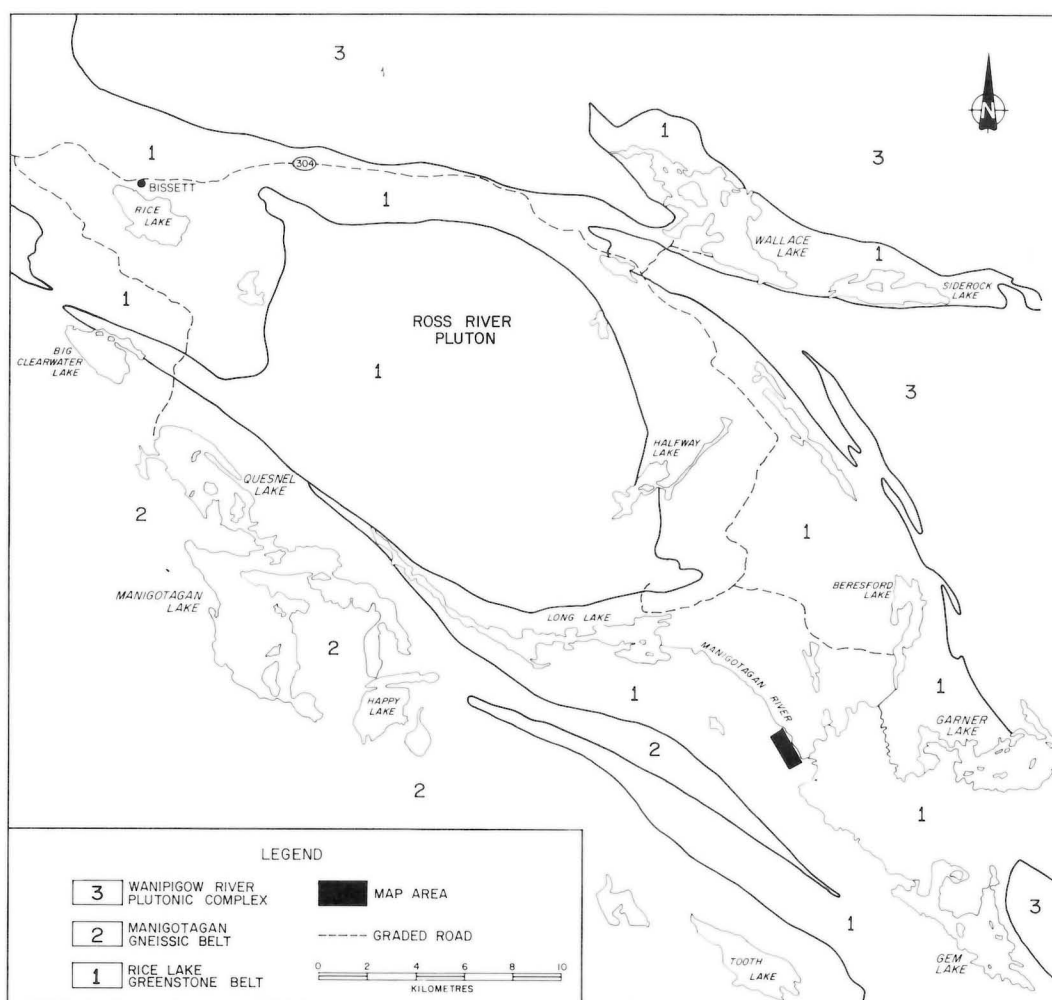 3
1
N
1
3
1
304
BISSETT
1
RICE
LAKE
WALLACE
LAKE
1
SIDEROCK
LAKE
1
ROSS RIVER
PLUTON
BIG
CLEARWATER
LAKE
1
3
HALFWAY
LAKE
QUESNEL
LAKE
2
1
MANIGOTAGAN
LAKE
BERESFORD
LAKE
LONG LAKE
2
MANIGOTAGAN RIVER
1
1
HAPPY
LAKE
GARNER
LAKE
2
2
1
LEGEND
3 WANIPIGOW RIVER
PLUTONIC COMPLEX
MAP AREA
2 MANIGOTAGAN
GNEISSIC BELT
GRADED ROAD
1 RICE LAKE
GREENSTONE BELT
0 2 4 6 8 10
KILOMETRES
3
1
TOOTH
LAKE
GEM
LAKE